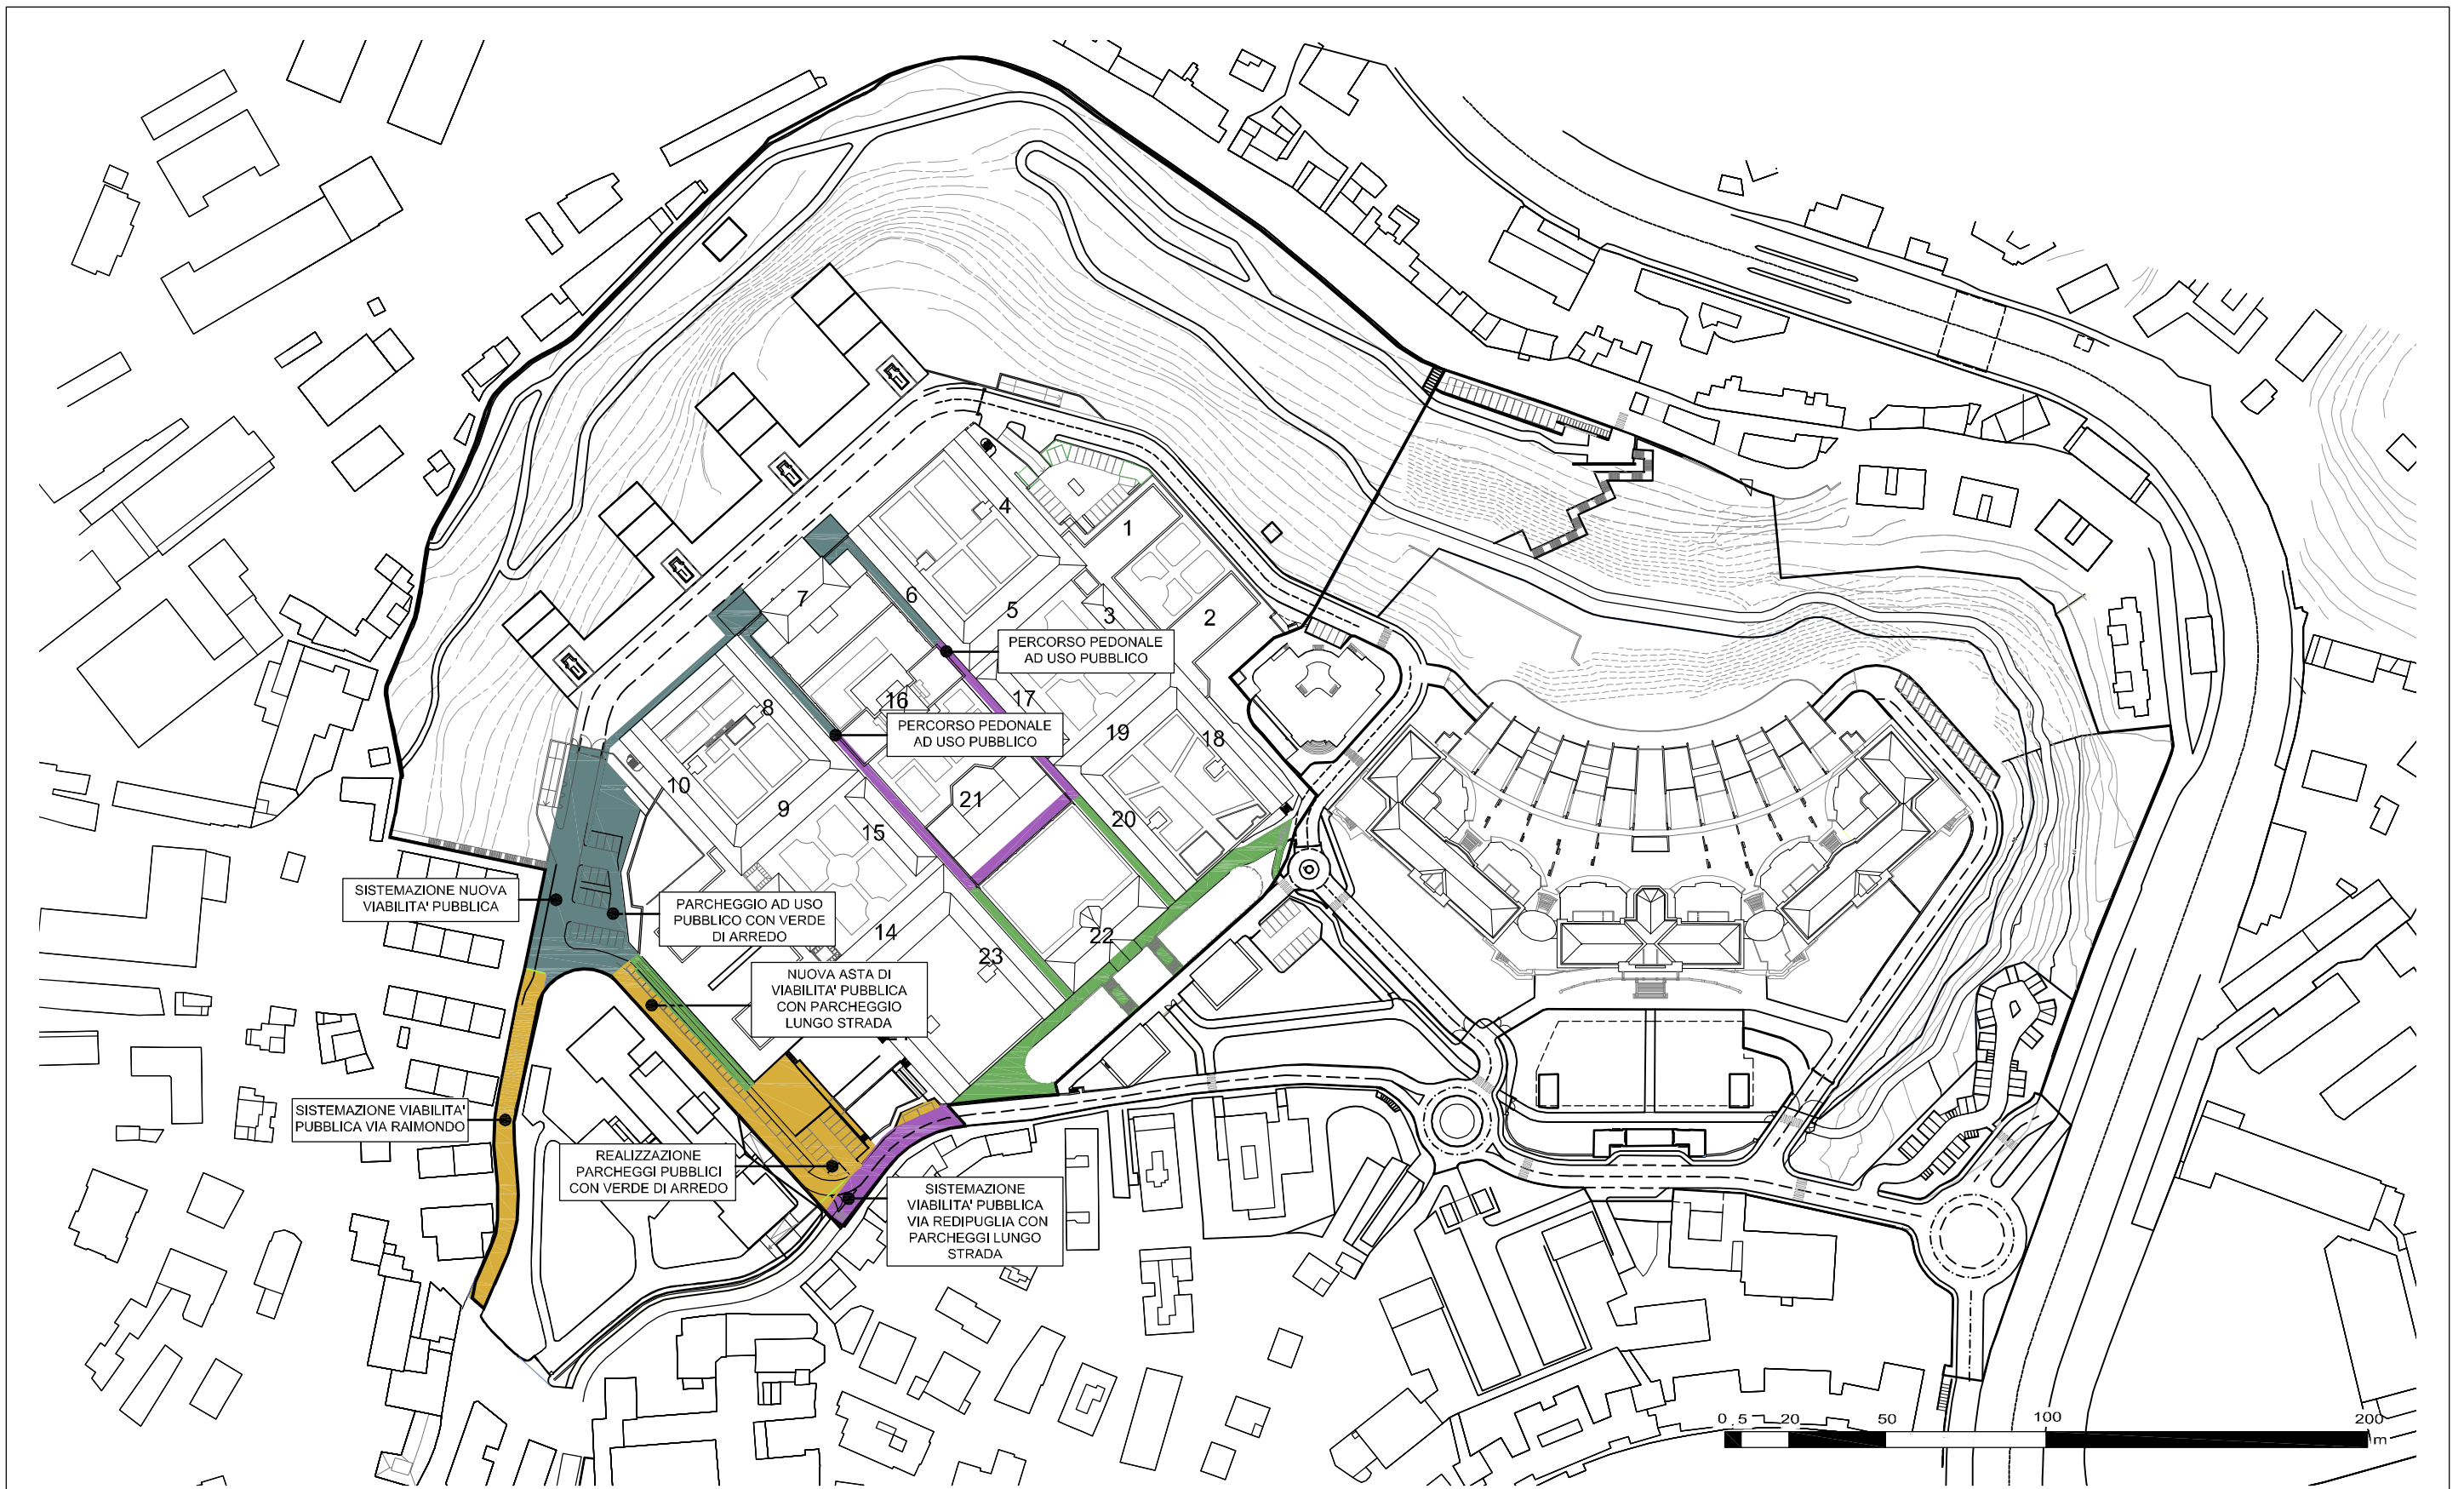 4
1
7
6
5
3
2
PERCORSO PEDONALE
AD USO PUBBLICO
8
16
17
PERCORSO PEDONALE
AD USO PUBBLICO
19
18
10
9
21
15
20
SISTEMAZIONE NUOVA
VIABILITA' PUBBLICA
PARCHEGGIO AD USO
PUBBLICO CON VERDE
DI ARREDO
14
22
23
NUOVA ASTA DI
VIABILITA' PUBBLICA
CON PARCHEGGIO
LUNGO STRADA
SISTEMAZIONE VIABILITA'
PUBBLICA VIA RAIMONDO
REALIZZAZIONE
PARCHEGGI PUBBLICI
CON VERDE DI ARREDO
SISTEMAZIONE
VIABILITA' PUBBLICA
VIA REDIPUGLIA CON
PARCHEGGI LUNGO
STRADA
0 5 20 50 100 200
m